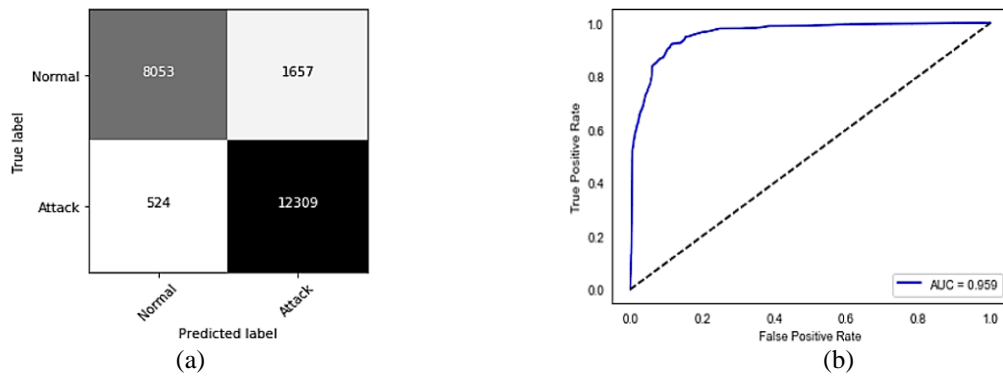 True label
Normal
8053
1657
Attack
524
12309
Normal
Attack
Predicted label
(a)
True Positive Rate
1.0
0.8
0.6
0.4
0.2
0.0
AUC = 0.959
0.0 0.2 0.4 0.6 0.8 1.0
False Positive Rate
(b)